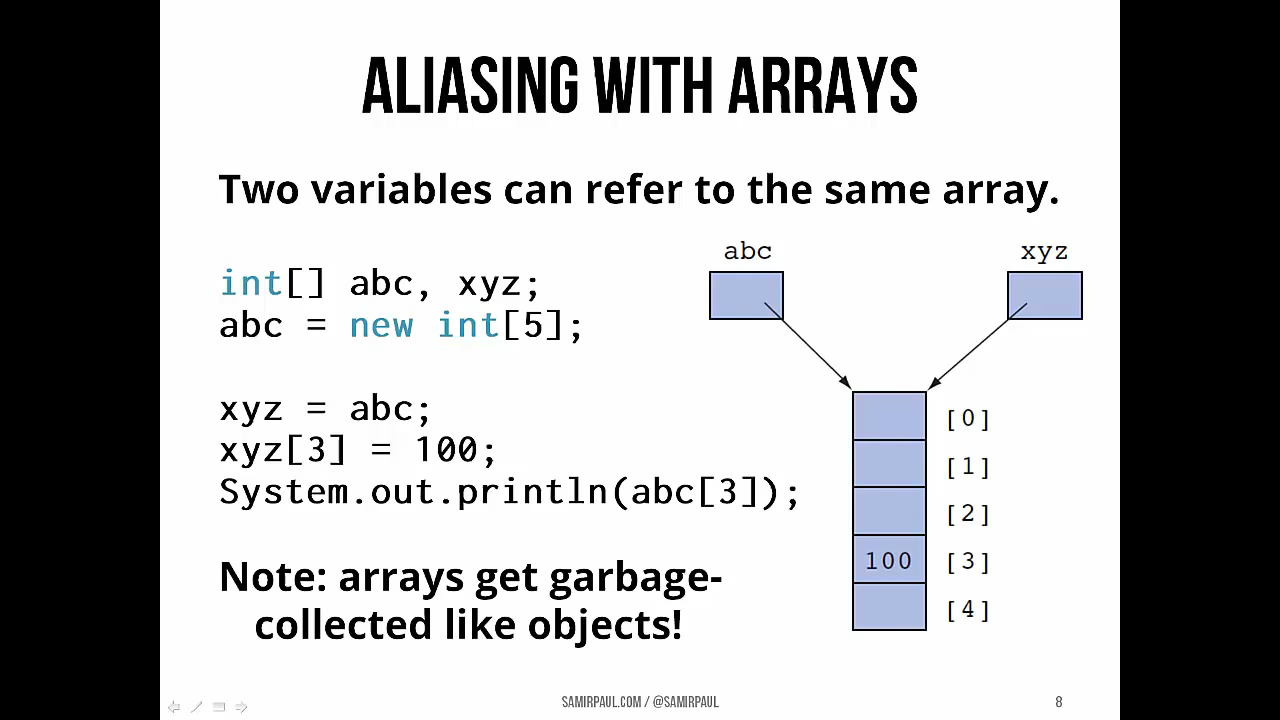 ALIASING WITH ARRAYS
Two variables can refer to the same array.
int[] abc, xyz;
abc = new int[5];
xyz = abc;
xyz[3] = 100;
System.out.println(abc[3]);
Note: arrays get garbage-
collected like objects!
abc
xyz
[0]
[1]
[2]
100 [3]
[4]
SAMIRPAUL.COM / @SAMIRPAUL
8